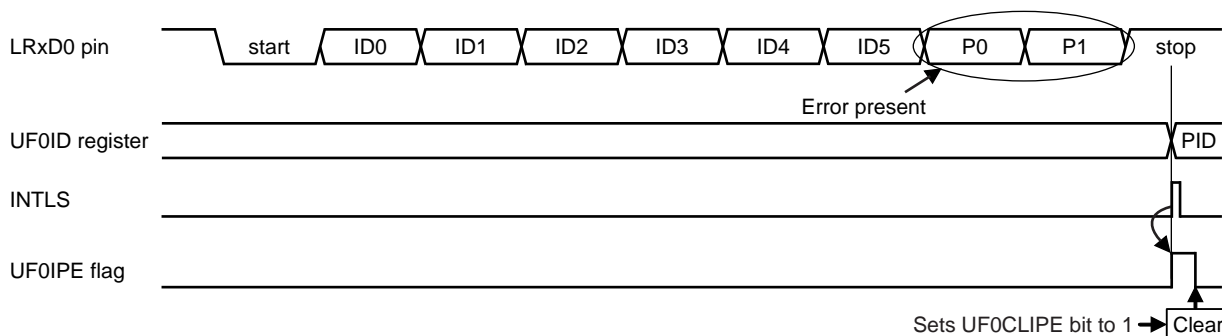 LRxD0 pin start ID0 ID1 ID2 ID3 ID4 ID5 P0 P1 stop
Error present
UF0ID register PID
INTLS
UF0IPE flag
Sets UF0CLIPE bit to 1 Clear